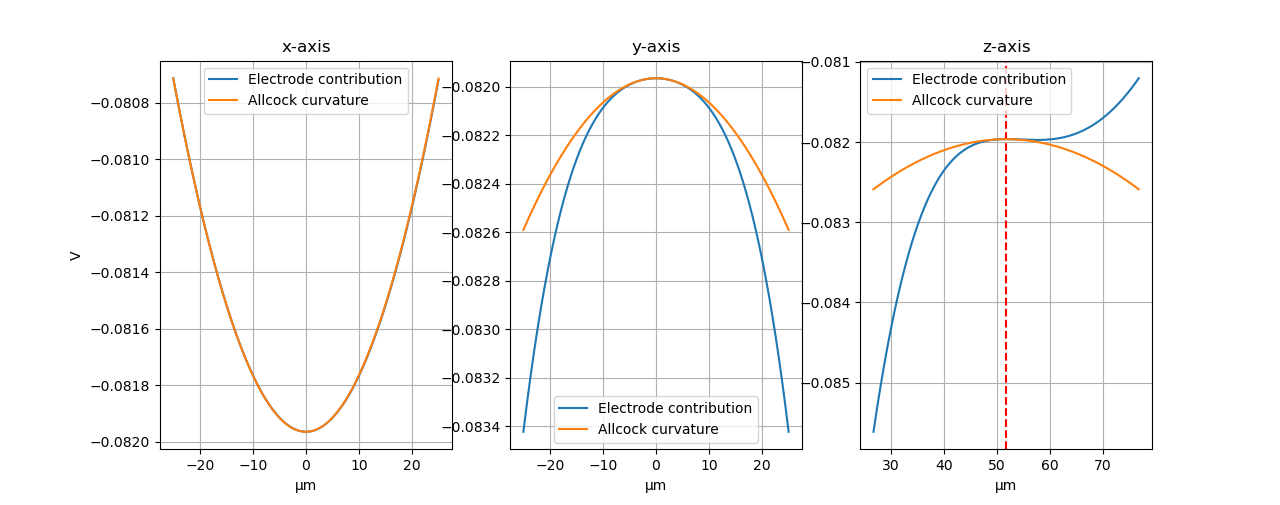 x-axis
y-axis
z-axis
Electrode contribution
Allcock curvature
Electrode contribution
Allcock curvature
Electrode contribution
Allcock curvature
V
−0.0808
−0.0810
−0.0812
−0.0814
−0.0816
−0.0818
−0.0820
−20
−10
0
10
20
μm
−0.0820
−0.0822
−0.0824
−0.0826
−0.0828
−0.0830
−0.0832
−0.0834
−20
−10
0
10
20
μm
−0.081
−0.082
−0.083
−0.084
−0.085
30
40
50
60
70
μm